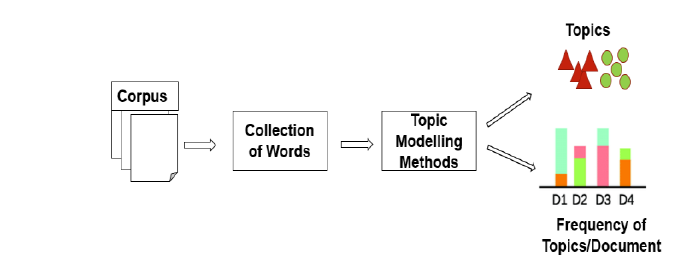 Topics
Corpus
Collection
of Words
Topic
Modelling
Methods
D1 D2 D3 D4
Frequency of
Topics/Document